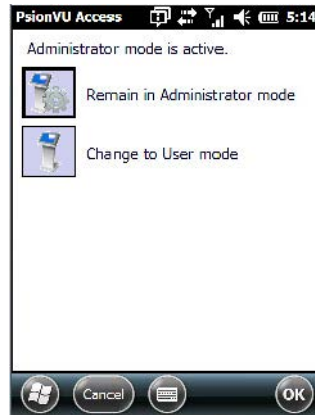 PsionVU Access 5:14
Administrator mode is active.
Remain in Administrator mode
Change to User mode
Cancel OK